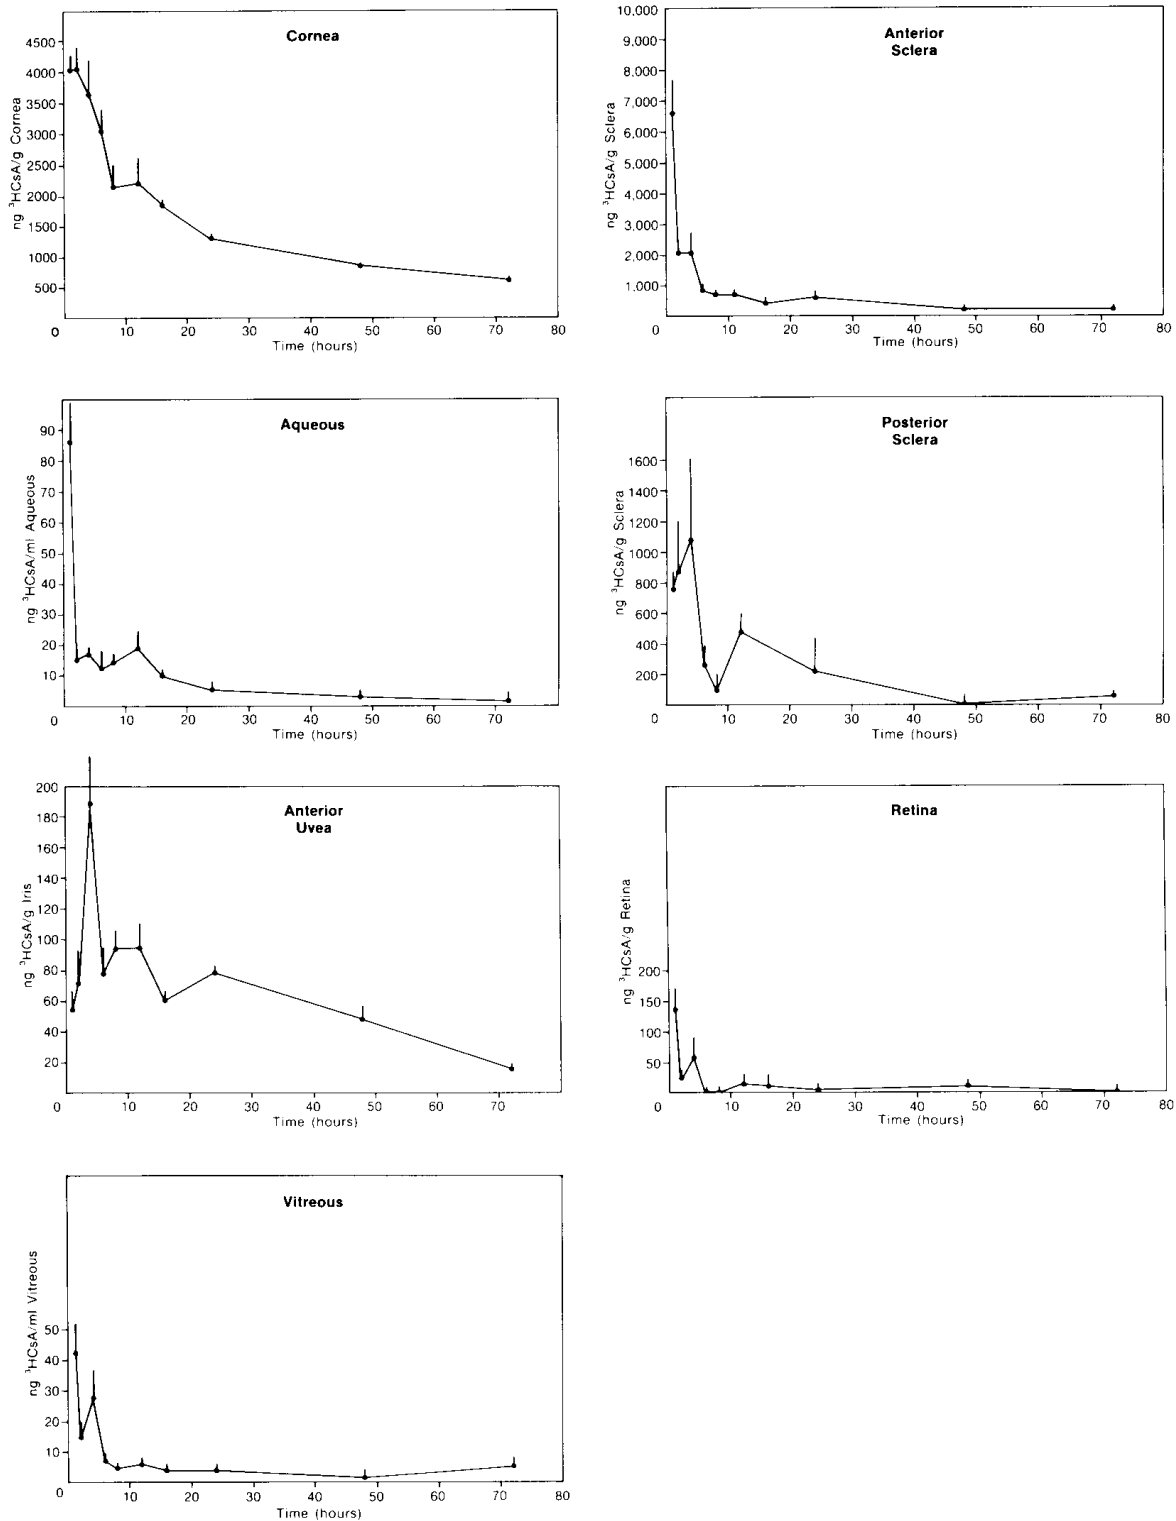 Cornea
ng ³HCsA/g Cornea
4500
4000
3500
3000
2500
2000
1500
1000
500
0
10 20 30 40 50 60 70 80
Time (hours)
Anterior
Sclera
ng ³HCsA/g Sclera
10,000
9,000
8,000
7,000
6,000
5,000
4,000
3,000
2,000
1,000
0
10 20 30 40 50 60 70 80
Time (hours)
Aqueous
ng ³HCsA/ml Aqueous
90
80
70
60
50
40
30
20
10
0
10 20 30 40 50 60 70
Time (hours)
Posterior
Sclera
ng ³HCsA/g Sclera
1600
1400
1200
1000
800
600
400
200
0
10 20 30 40 50 60 70 80
Time (hours)
Anterior
Uvea
ng ³HCsA/g Iris
200
180
160
140
120
100
80
60
40
20
0
10 20 30 40 50 60 70
Time (hours)
Retina
ng ³HCsA/g Retina
200
150
100
50
0
10 20 30 40 50 60 70 80
Time (hours)
Vitreous
ng ³HCsA/ml Vitreous
50
40
30
20
10
0
10 20 30 40 50 60 70 80
Time (hours)